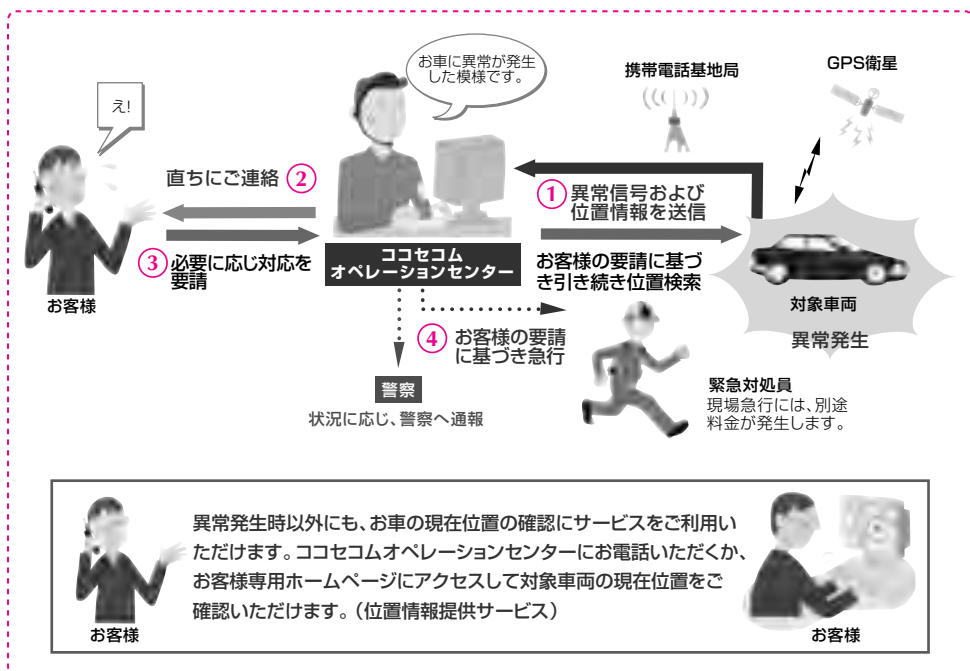 お車に異常が発生
した模様です。
携帯電話基地局
GPS衛星
え!
直ちにご連絡 ②
① 異常信号および
位置情報を送信
③ 必要に応じ対応を
要請
お客様
ココセコム
オペレーションセンター
お客様の要請に基づ
き引き続き位置検索
対象車両
異常発生
④ お客様の要請
に基づき急行
警察
状況に応じ、警察へ通報
緊急対処員
現場急行には、別途
料金が発生します。
異常発生時以外にも、お車の現在位置の確認にサービスをご利用い
ただけます。ココセコムオペレーションセンターにお電話いただくか、
お客様専用ホームページにアクセスして対象車両の現在位置をご
確認いただけます。(位置情報提供サービス)
お客様
お客様